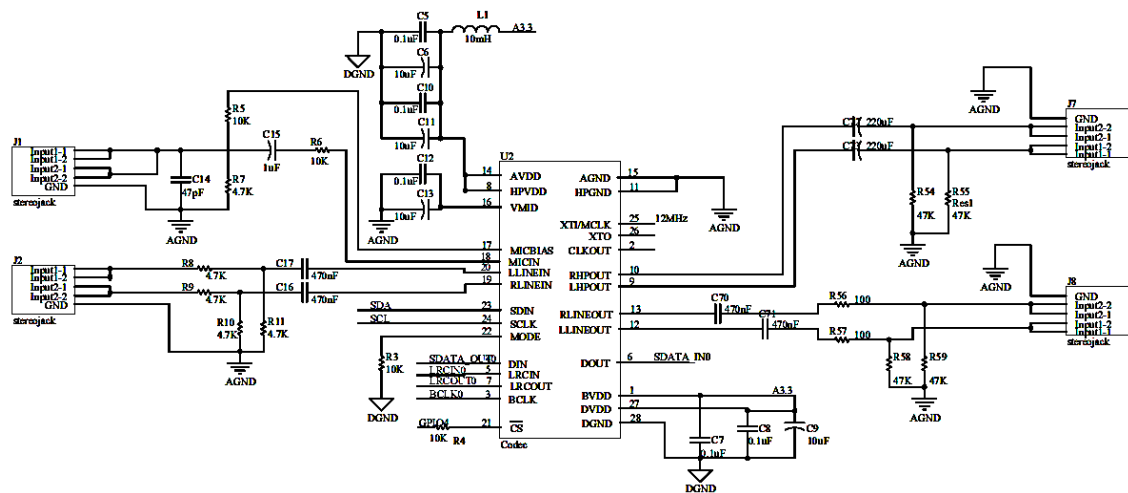 C5
L1
A3.3
0.1uF
10mH
C6
DGND
10uF
C10
0.1uF
C11
10uF
R5
10K
C15
R6
1uF
10K
J1
Input1-1
Input1-2
Input2-1
Input2-2
GND
stereojack
C14
47pF
R7
4.7K
AGND
C12
0.1uF
C13
10uF
AGND
U2
14
AVDD
8
HPVDD
16
VMID
17
MICBIAS
18
MICIN
20
LLINEIN
19
RLINEIN
23
SDIN
24
SCLK
22
MODE
DIN
5
LRCIN
7
LRCOUT
3
BCLK
21
CS
Codec
AGND
15
HPGND
11
XTI/MCLK
25
12MHz
XTO
26
CLKOUT
2
RHPOUT
10
LHPOUT
9
RLINEOUT
13
LLINEOUT
12
DOUT
6
SDATA_IN0
BVDD
1
A3.3
DVDD
27
DGND
28
J2
Input1-1
Input1-2
Input2-1
Input2-2
GND
stereojack
R8
4.7K
C17
470nF
R9
4.7K
C16
470nF
R10
4.7K
R11
4.7K
AGND
SDA
SCL
R3
10K
DGND
SDATA_OUT0
LRCIN0
LRCOUT0
BCLK0
10K
R4
C7
0.1uF
C8
0.1uF
C9
10uF
DGND
AGND
220uF
220uF
AGND
J7
GND
Input2-2
Input2-1
Input1-2
Input1-1
stereojack
R54
47K
R55
Res1
47K
AGND
AGND
J8
GND
Input2-2
Input2-1
Input1-2
Input1-1
stereojack
C70
470nF
C71
470nF
R56
100
R57
100
R58
47K
R59
47K
AGND